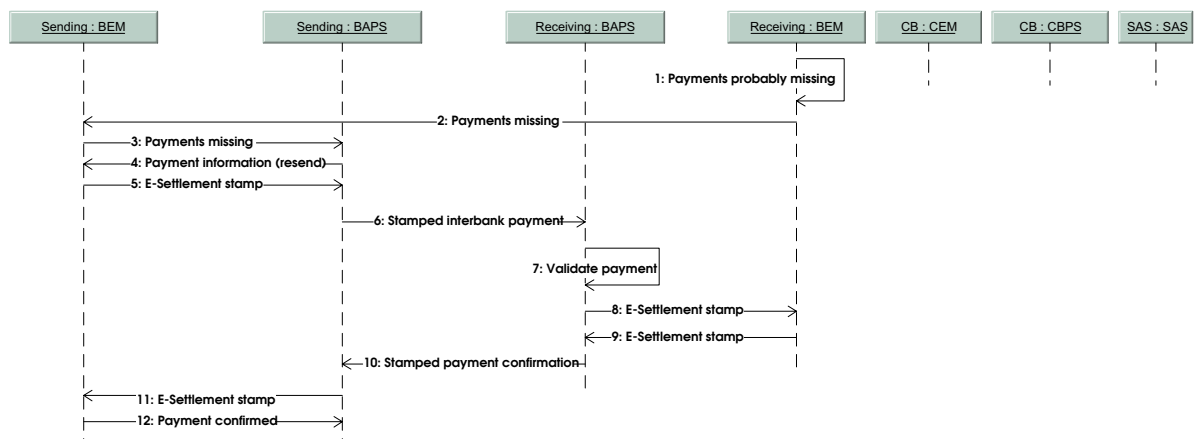 Sending : BEM
Sending : BAPS
Receiving : BAPS
Receiving : BEM
CB : CEM
CB : CBPS
SAS : SAS
1: Payments probably missing
2: Payments missing
3: Payments missing
4: Payment information (resend)
5: E-Settlement stamp
6: Stamped interbank payment
7: Validate payment
8: E-Settlement stamp
9: E-Settlement stamp
10: Stamped payment confirmation
11: E-Settlement stamp
12: Payment confirmed